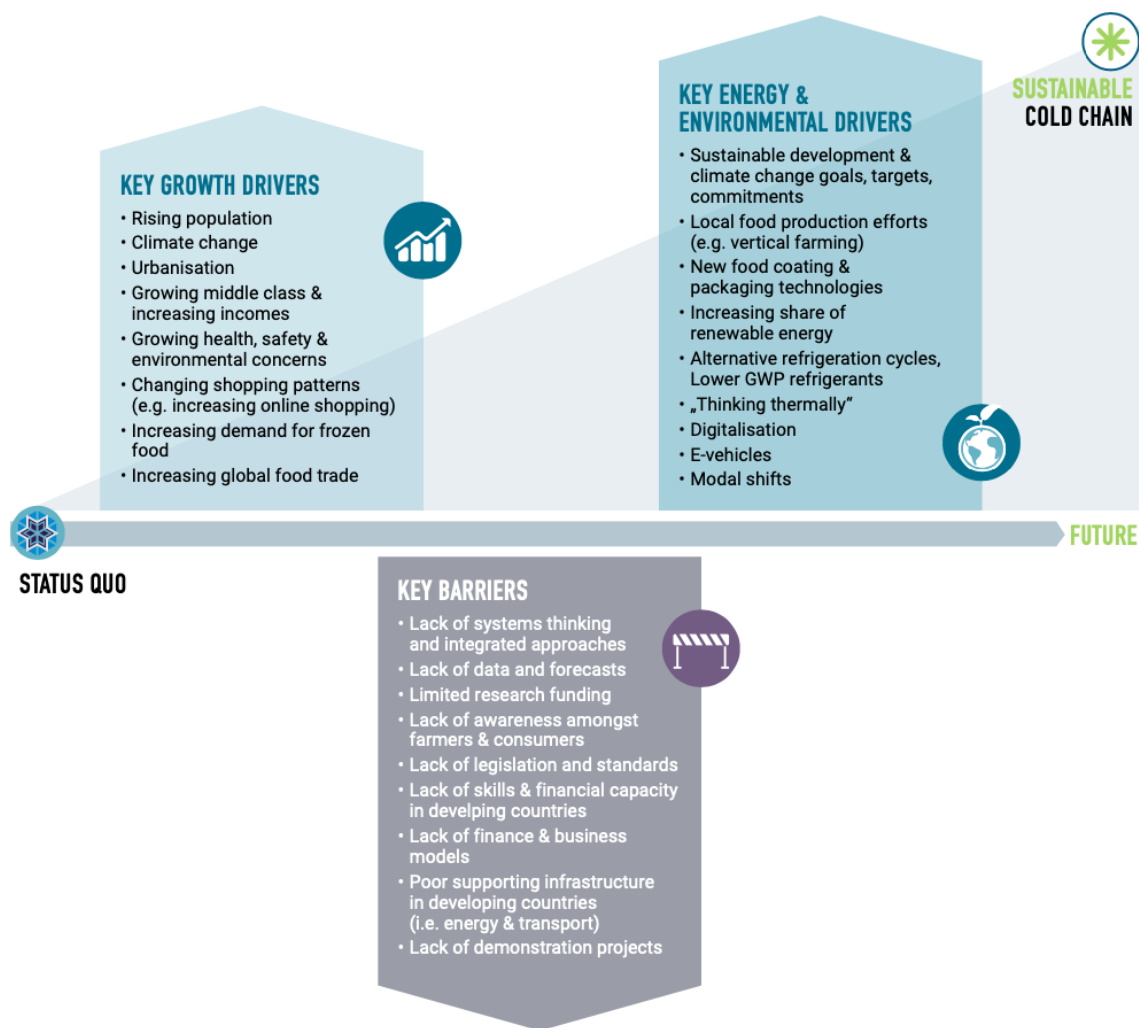 KEY GROWTH DRIVERS
• Rising population
• Climate change
• Urbanisation
• Growing middle class &
increasing incomes
• Growing health, safety &
environmental concerns
• Changing shopping patterns
(e.g. increasing online shopping)
• Increasing demand for frozen
food
• Increasing global food trade
KEY ENERGY &
ENVIRONMENTAL DRIVERS
• Sustainable development &
climate change goals, targets,
commitments
• Local food production efforts
(e.g. vertical farming)
• New food coating &
packaging technologies
• Increasing share of
renewable energy
• Alternative refrigeration cycles,
Lower GWP refrigerants
• „Thinking thermally“
• Digitalisation
• E-vehicles
• Modal shifts
SUSTAINABLE
COLD CHAIN
FUTURE
STATUS QUO
KEY BARRIERS
• Lack of systems thinking
and integrated approaches
• Lack of data and forecasts
• Limited research funding
• Lack of awareness amongst
farmers & consumers
• Lack of legislation and standards
• Lack of skills & financial capacity
in develping countries
• Lack of finance & business
models
• Poor supporting infrastructure
in developing countries
(i.e. energy & transport)
• Lack of demonstration projects